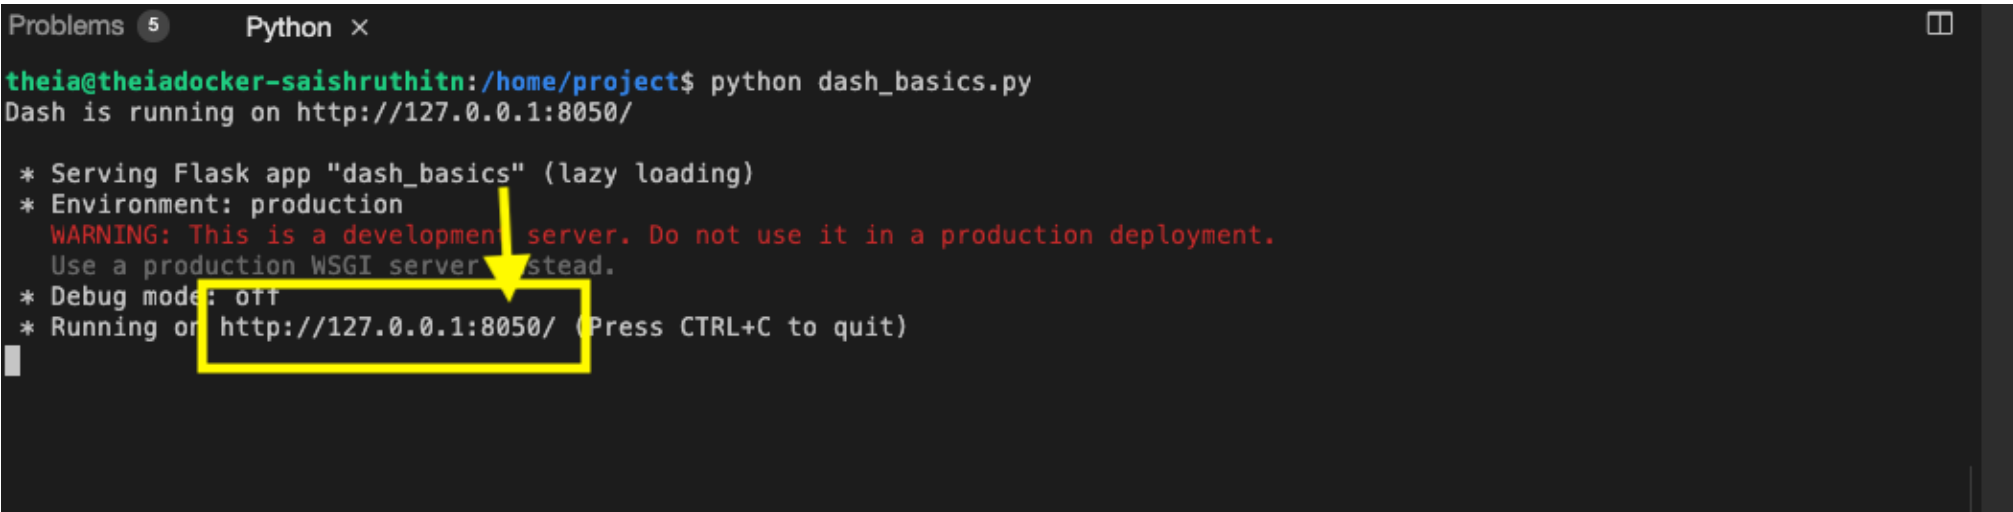 Problems 5 Python ×
theia@theiadocker-saishruthitn:/home/project$ python dash_basics.py
Dash is running on http://127.0.0.1:8050/
* Serving Flask app "dash_basics" (lazy loading)
* Environment: production
WARNING: This is a development server. Do not use it in a production deployment.
Use a production WSGI server instead.
* Debug mode: off
* Running on http://127.0.0.1:8050/ (Press CTRL+C to quit)